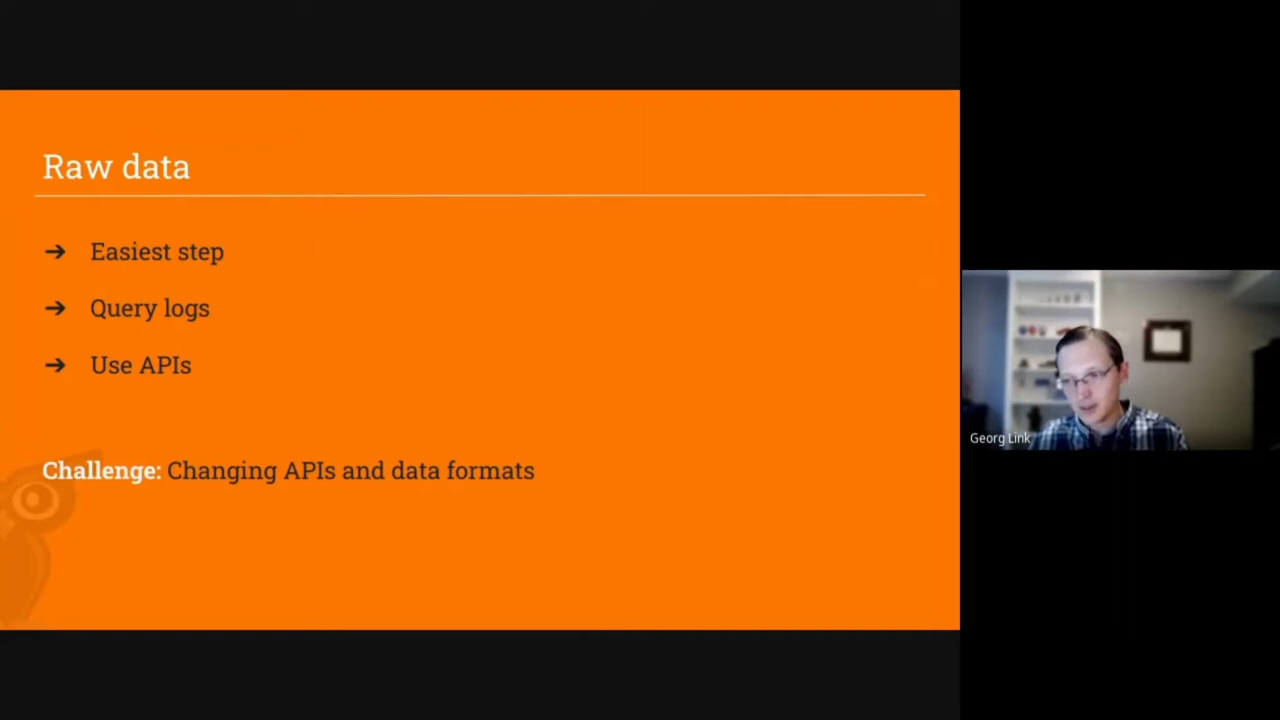 Raw data
➔ Easiest step
➔ Query logs
➔ Use APIs
Challenge: Changing APIs and data formats
Georg Link